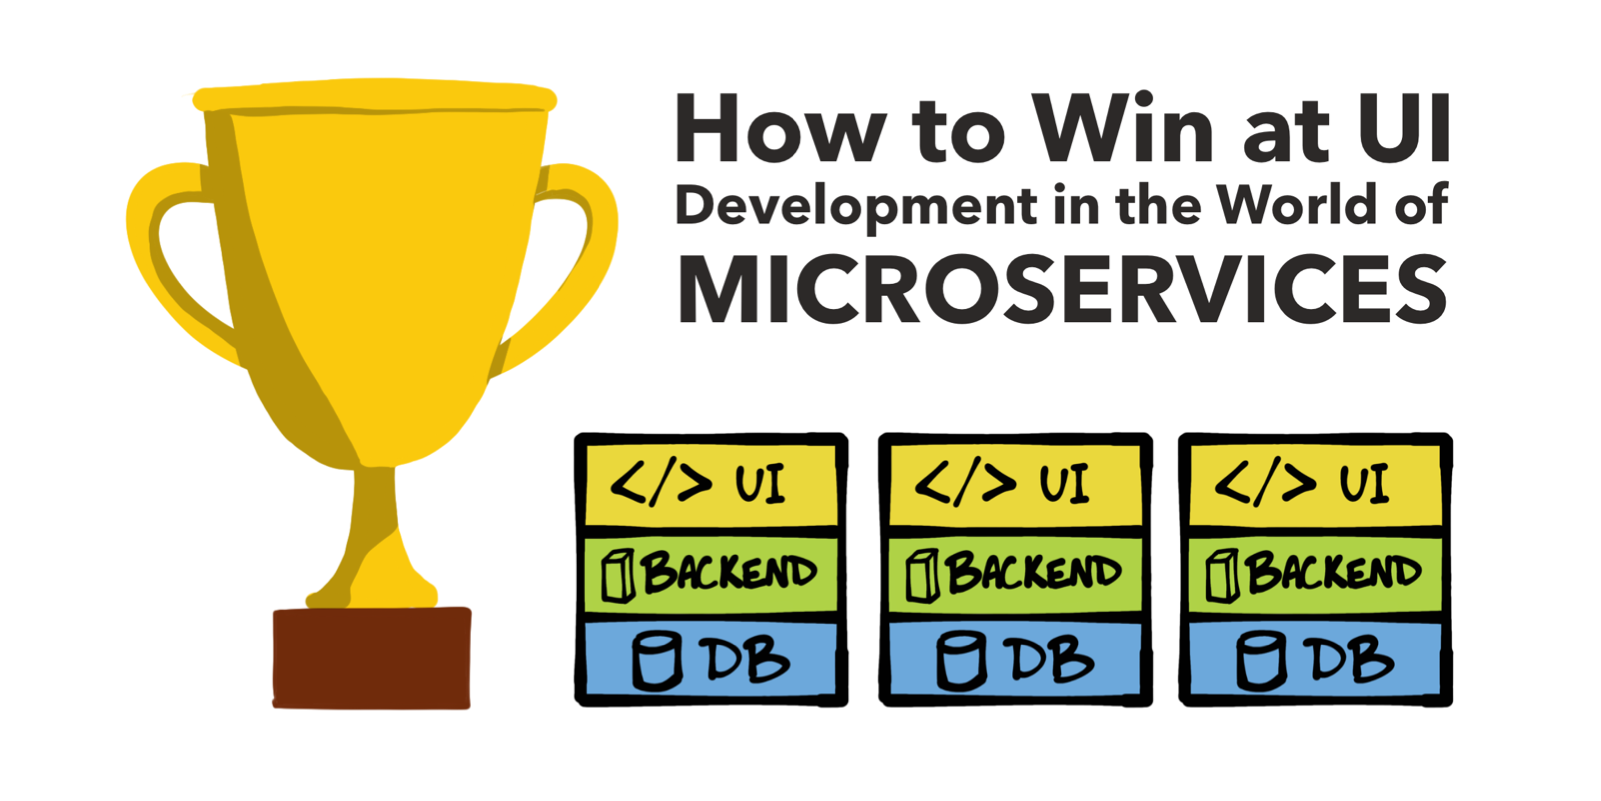 How to Win at UI
Development in the World of
MICROSERVICES
</> UI
BACKEND
DB
</> UI
BACKEND
DB
</> UI
BACKEND
DB